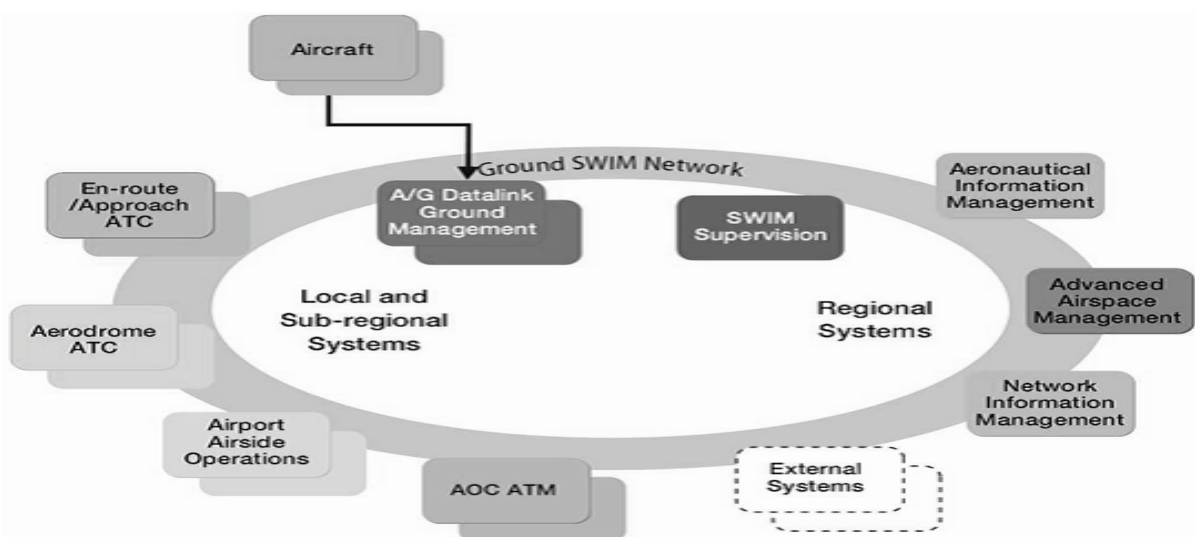 Aircraft
Ground SWIM Network
En-route
/Approach
ATC
A/G Datalink
Ground
Management
SWIM
Supervision
Aeronautical
Information
Management
Local and
Sub-regional
Systems
Regional
Systems
Advanced
Airspace
Management
Aerodrome
ATC
Network
Information
Management
Airport
Airside
Operations
AOC ATM
External
Systems